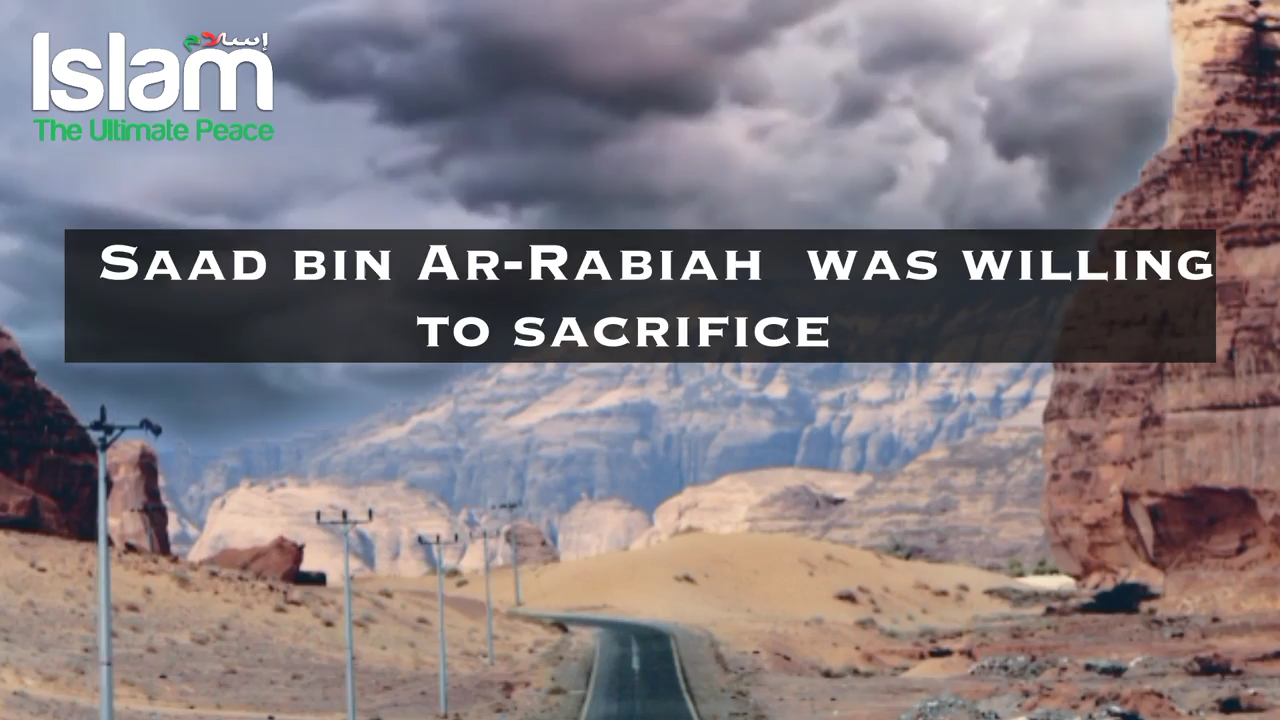 إسلام
Islam
The Ultimate Peace
Saad bin Ar-Rabiah was willing
to sacrifice